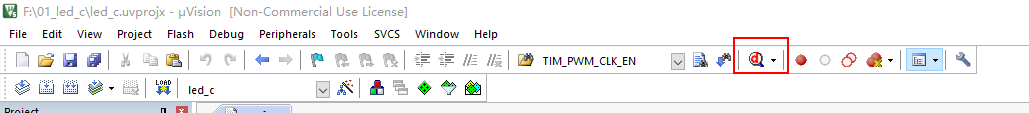 F:\01_led_c\led_c.uvprojx - µVision [Non-Commercial Use License]
File Edit View Project Flash Debug Peripherals Tools SVCS Window Help
TIM_PWM_CLK_EN
LOAD led_c
Project